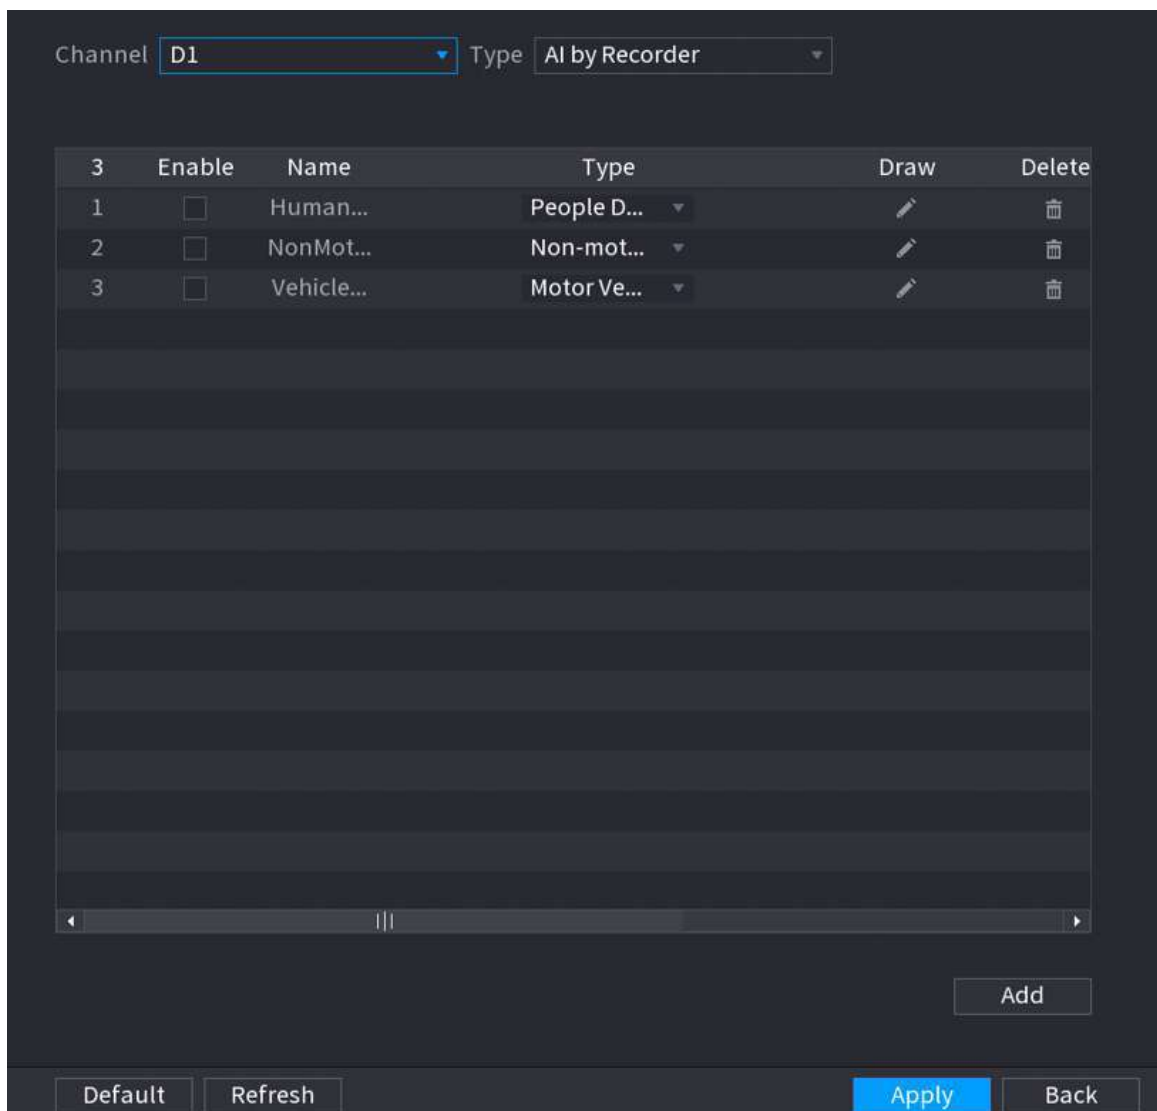 Channel D1 Type AI by Recorder
3 Enable Name Type Draw Delete
1 Human... People D...
2 NonMot... Non-mot...
3 Vehicle... Motor Ve...
Add
Default Refresh Apply Back